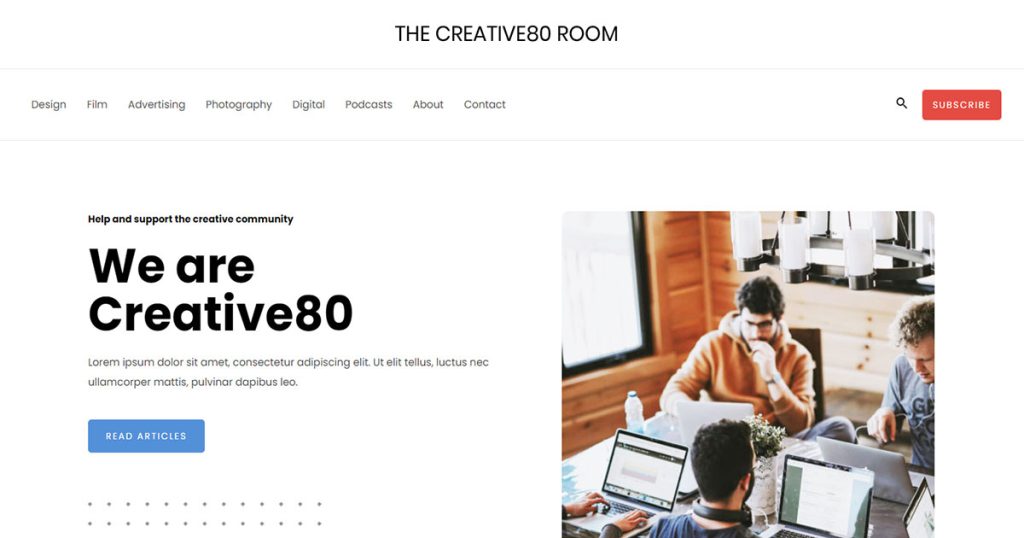 THE CREATIVE80 ROOM
Design Film Advertising Photography Digital Podcasts About Contact SUBSCRIBE
Help and support the creative community
We are
Creative80
Lorem ipsum dolor sit amet, consectetur adipiscing elit. Ut elit tellus, luctus nec
ullamcorper mattis, pulvinar dapibus leo.
READ ARTICLES